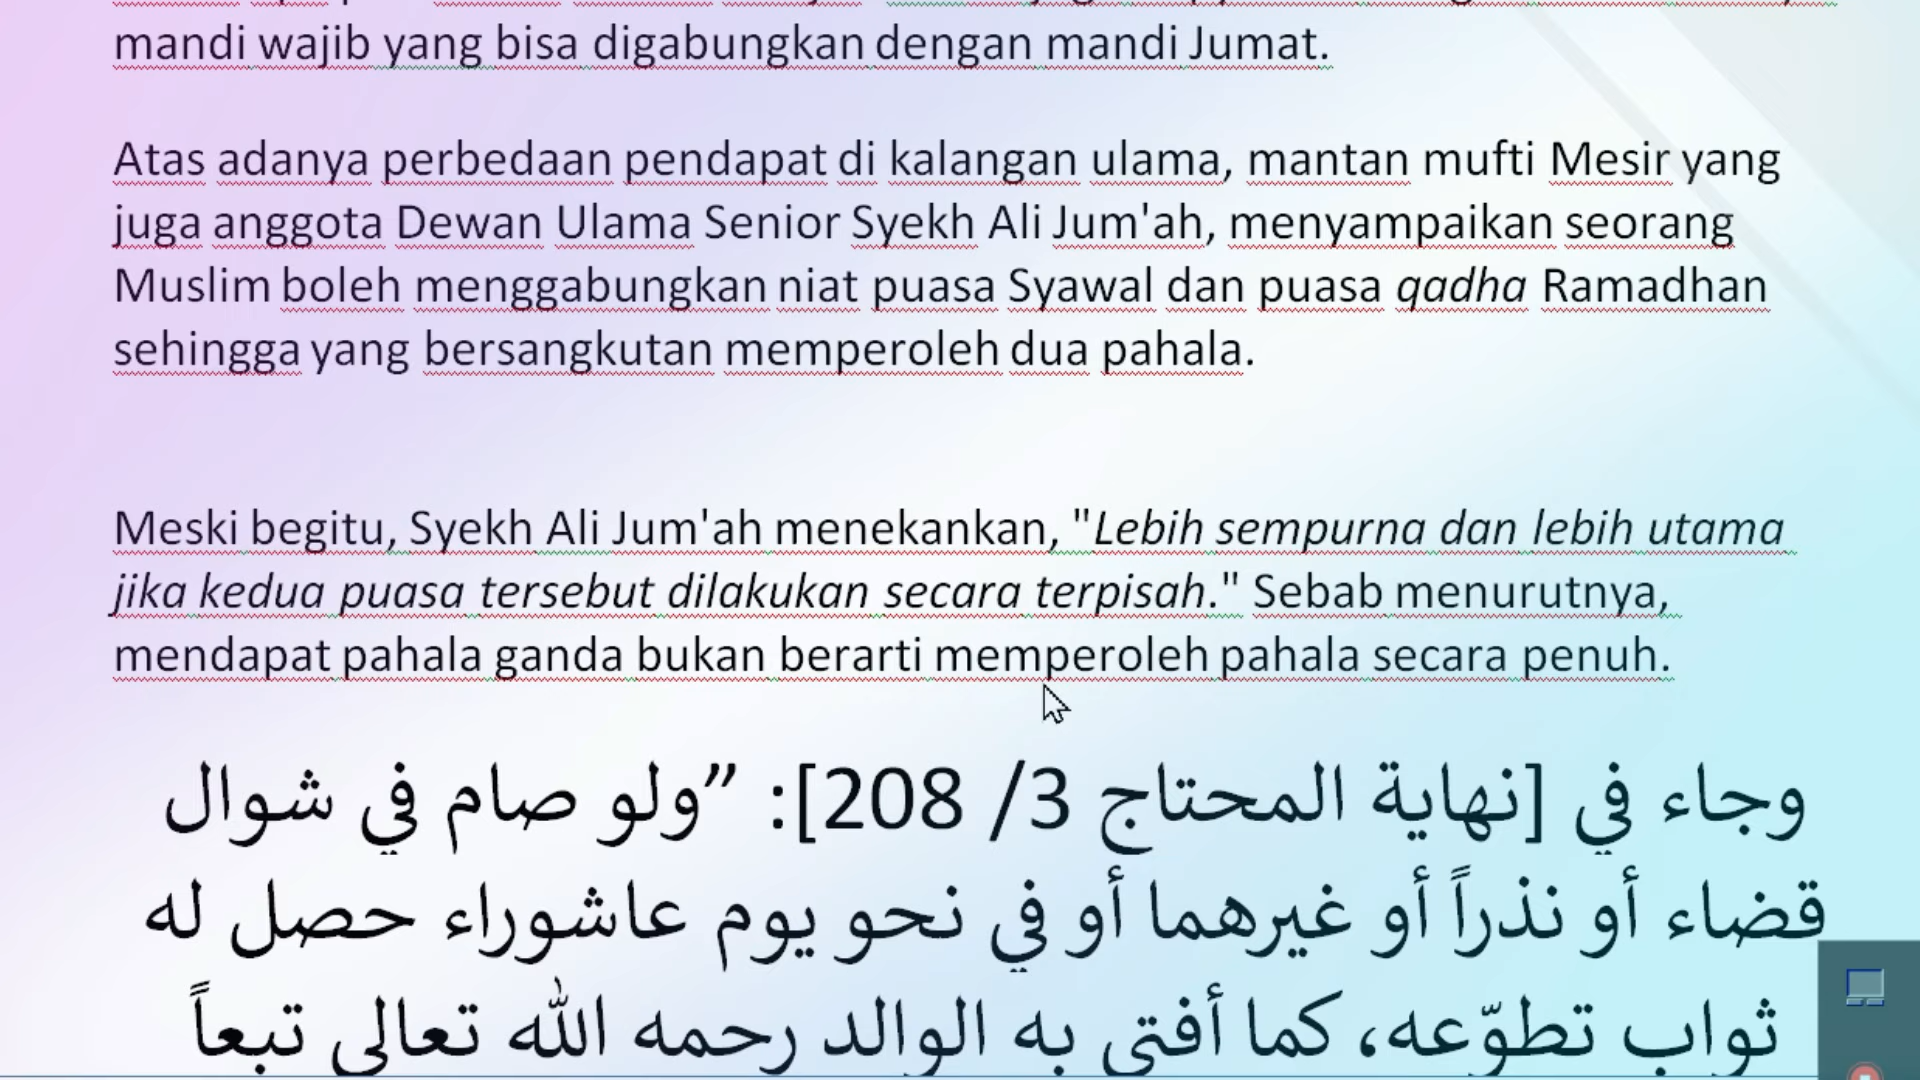 mandi wajib yang bisa digabungkan dengan mandi Jumat.
Atas adanya perbedaan pendapat di kalangan ulama, mantan mufti Mesir yang
juga anggota Dewan Ulama Senior Syekh Ali Jum'ah, menyampaikan seorang
Muslim boleh menggabungkan niat puasa Syawal dan puasa qadha Ramadhan
sehingga yang bersangkutan memperoleh dua pahala.
Meski begitu, Syekh Ali Jum'ah menekankan, "Lebih sempurna dan lebih utama
jika kedua puasa tersebut dilakukan secara terpisah." Sebab menurutnya,
mendapat pahala ganda bukan berarti memperoleh pahala secara penuh.
وجاء في [نهاية المحتاج 3/ 208]: ”ولو صام في شوال
قضاء أو نذراً أو غيرهما أو في نحو يوم عاشوراء حصل له
ثواب تطوّعه، كما أفتى به الوالد رحمه الله تعالى تبعاً